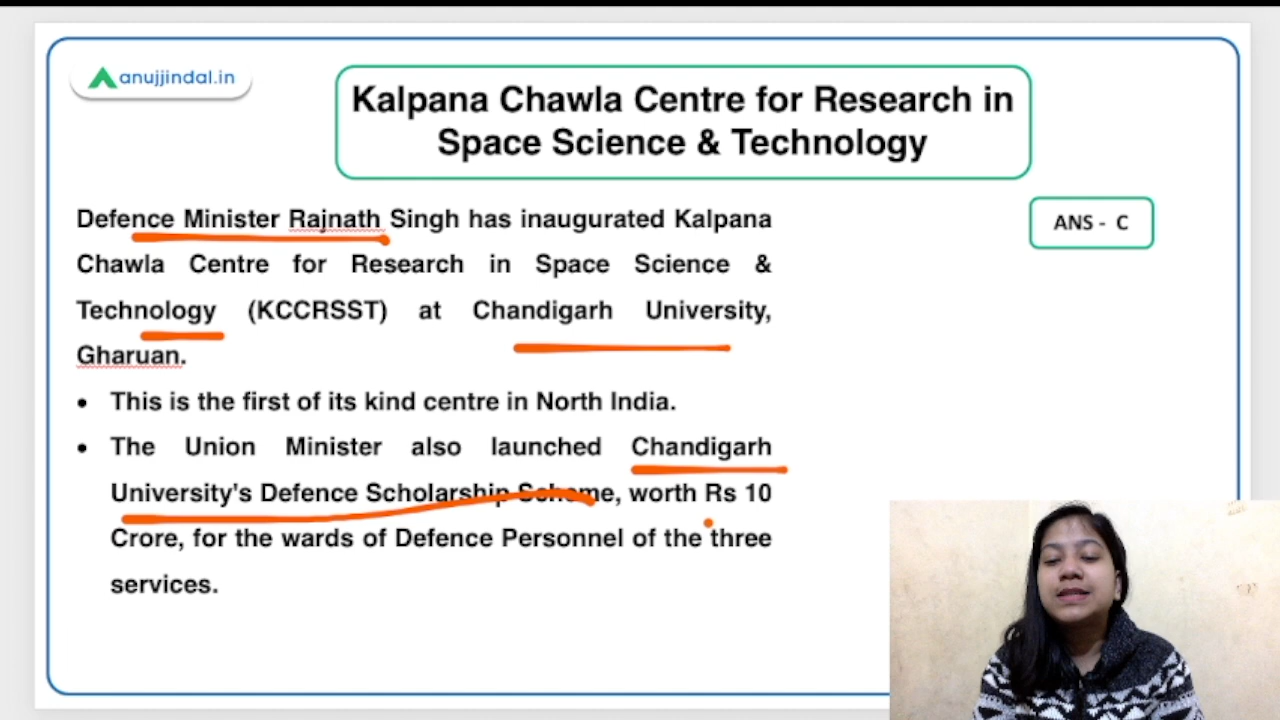 anujjindal.in
Kalpana Chawla Centre for Research in
Space Science & Technology
Defence Minister Rajnath Singh has inaugurated Kalpana
Chawla Centre for Research in Space Science &
Technology (KCCRSST) at Chandigarh University,
Gharuan.
• This is the first of its kind centre in North India.
• The Union Minister also launched Chandigarh
University's Defence Scholarship Scheme, worth Rs 10
Crore, for the wards of Defence Personnel of the three
services.
ANS - C